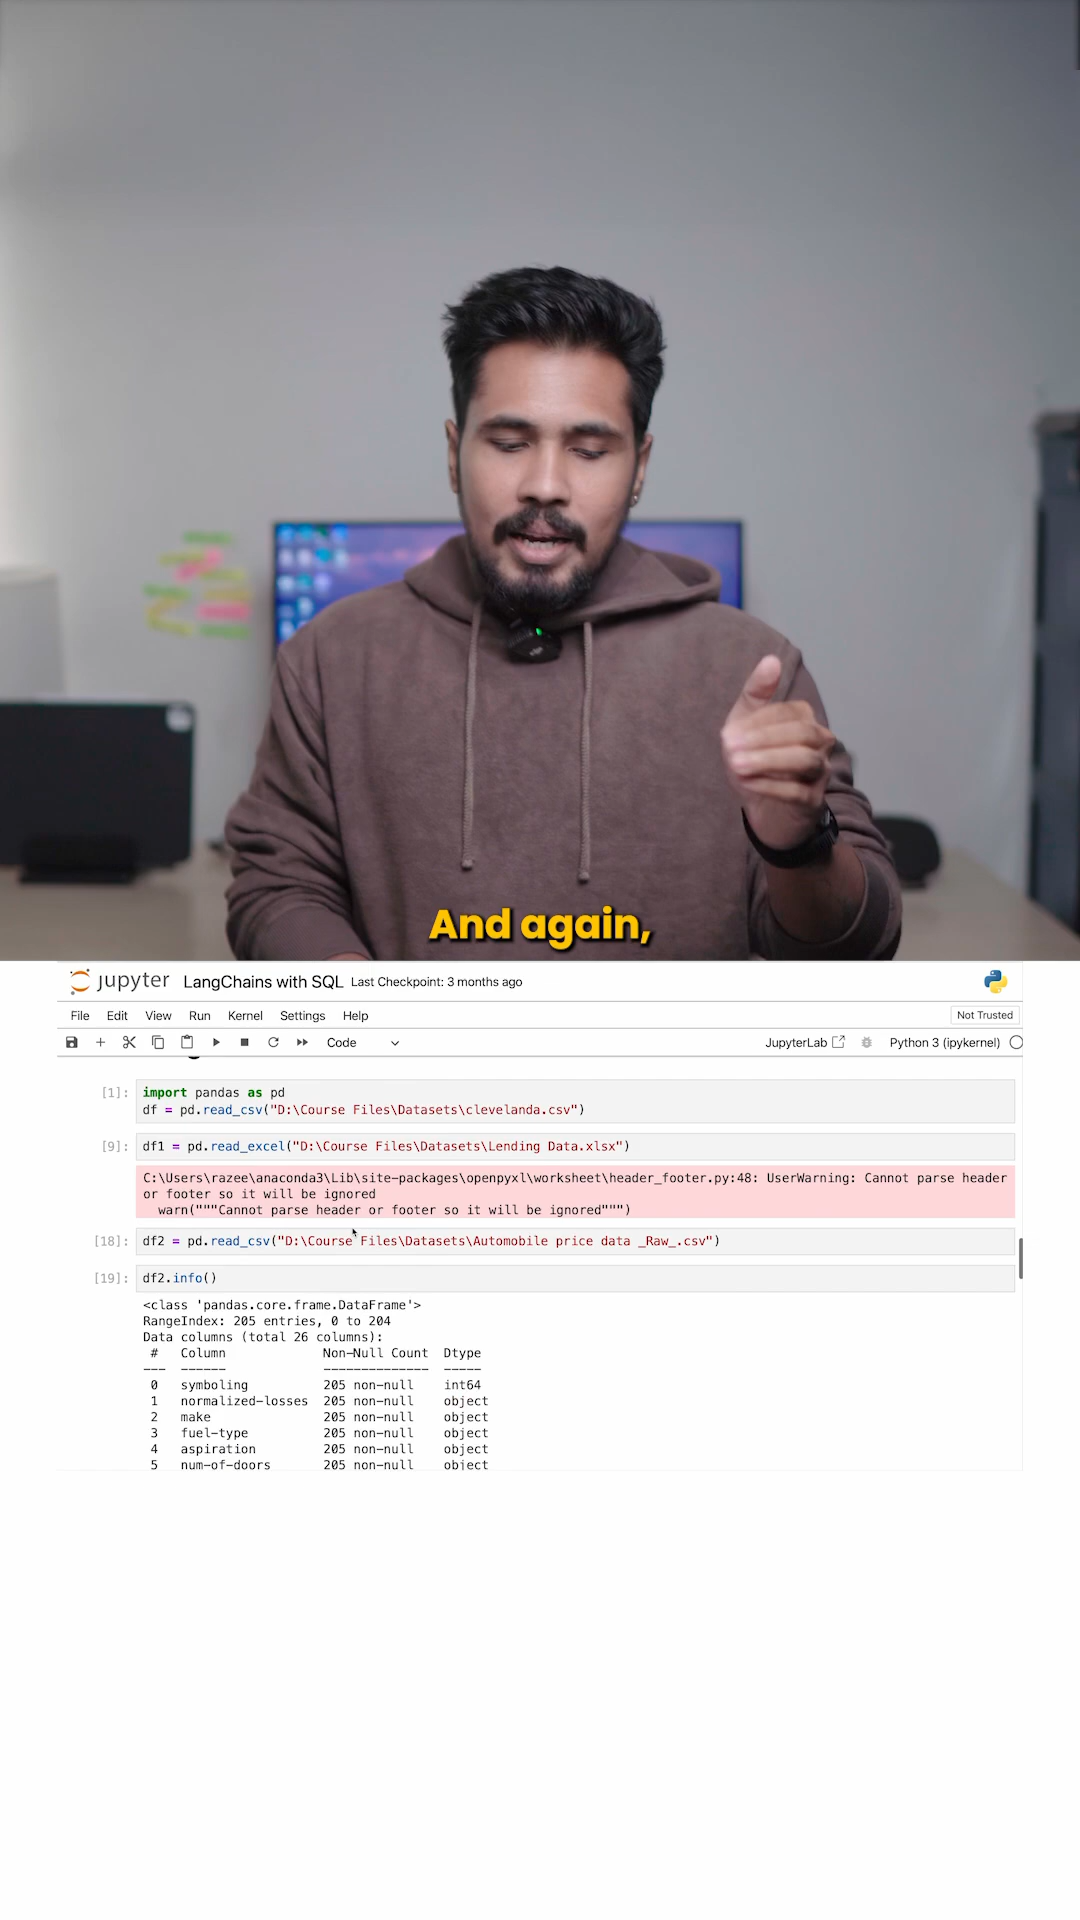 And again,
jupyter LangChains with SQL Last Checkpoint: 3 months ago
File Edit View Run Kernel Settings Help
Not Trusted
Code
JupyterLab
Python 3 (ipykernel)
[1]: import pandas as pd
df = pd.read_csv("D:\Course Files\Datasets\clevelanda.csv")
[9]: df1 = pd.read_excel("D:\Course Files\Datasets\Lending Data.xlsx")
C:\Users\razee\anaconda3\Lib\site-packages\openpyxl\worksheet\header_footer.py:48: UserWarning: Cannot parse header
or footer so it will be ignored
warn("""Cannot parse header or footer so it will be ignored""")
[18]: df2 = pd.read_csv("D:\Course Files\Datasets\Automobile price data _Raw_.csv")
[19]: df2.info()
<class 'pandas.core.frame.DataFrame'>
RangeIndex: 205 entries, 0 to 204
Data columns (total 26 columns):
# Column Non-Null Count Dtype
--- ------ -------------- -----
0 symboling 205 non-null int64
1 normalized-losses 205 non-null object
2 make 205 non-null object
3 fuel-type 205 non-null object
4 aspiration 205 non-null object
5 num-of-doors 205 non-null object